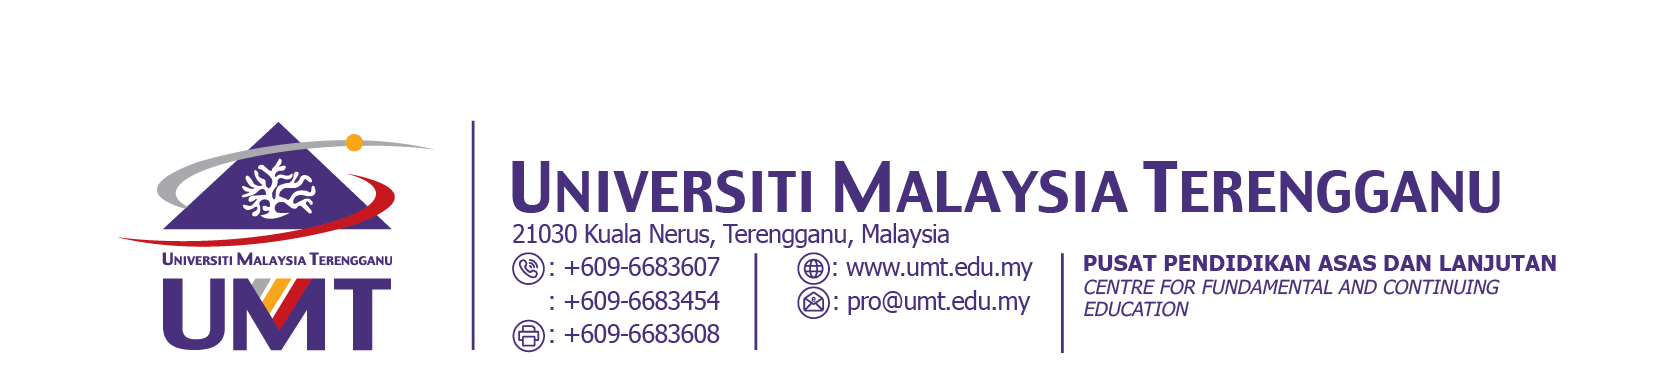 UNIVERSITI MALAYSIA TERENGGANU
UMT
UNIVERSITI MALAYSIA TERENGGANU
21030 Kuala Nerus, Terengganu, Malaysia
: +609-6683607
: +609-6683454
: +609-6683608
: www.umt.edu.my
: pro@umt.edu.my
PUSAT PENDIDIKAN ASAS DAN LANJUTAN
CENTRE FOR FUNDAMENTAL AND CONTINUING
EDUCATION